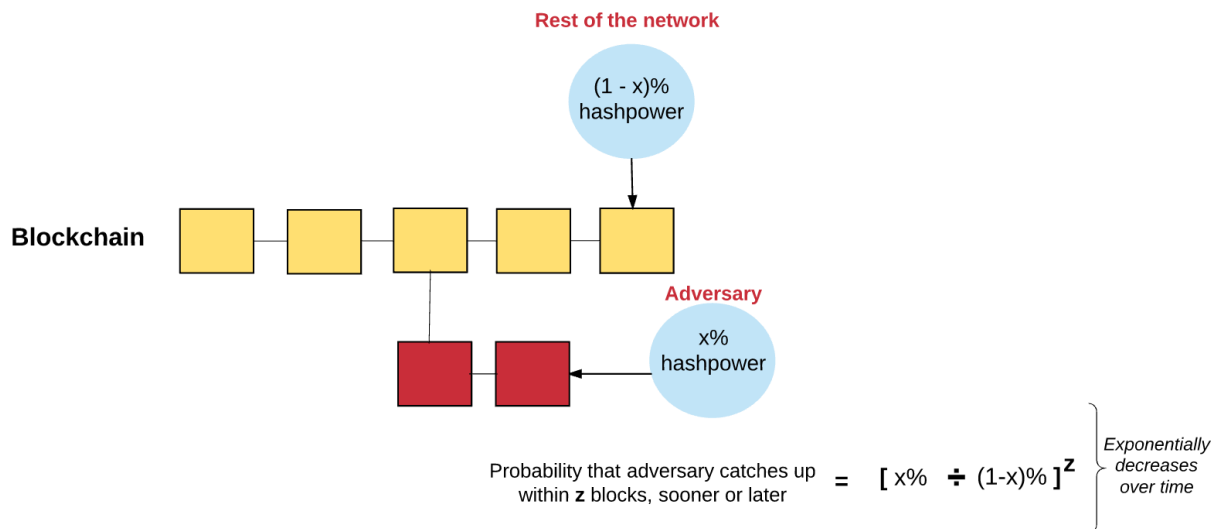 Rest of the network
(1 - x)%
hashpower
Blockchain
Adversary
x%
hashpower
Probability that adversary catches up
within z blocks, sooner or later
= [ x% ÷ (1-x)% ]^z
Exponentially
decreases
over time